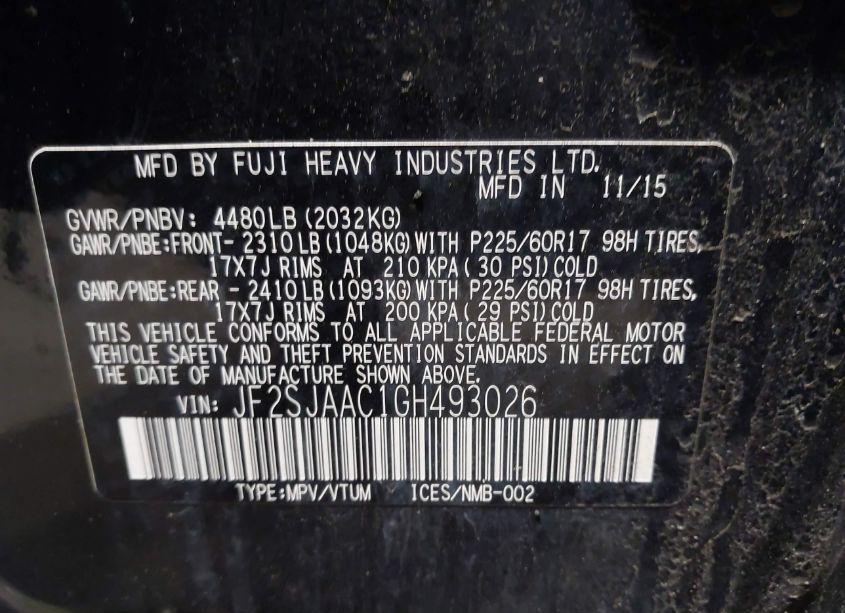 MFD BY FUJI HEAVY INDUSTRIES LTD.
MFD IN 11/15
GVWR/PNBV: 4480LB (2032KG)
GAWR/PNBE:FRONT- 2310LB (1048KG) WITH P225/60R17 98H TIRES,
17X7J RIMS AT 210 KPA ( 30 PSI) COLD
GAWR/PNBE:REAR - 2410LB (1093KG) WITH P225/60R17 98H TIRES,
17X7J RIMS AT 200 KPA ( 29 PSI) COLD
THIS VEHICLE CONFORMS TO ALL APPLICABLE FEDERAL MOTOR
VEHICLE SAFETY AND THEFT PREVENTION STANDARDS IN EFFECT ON
THE DATE OF MANUFACTURE SHOWN ABOVE.
VIN: JF2SJAAC1GH493026
TYPE:MPV/VTUM ICES/NMB-002